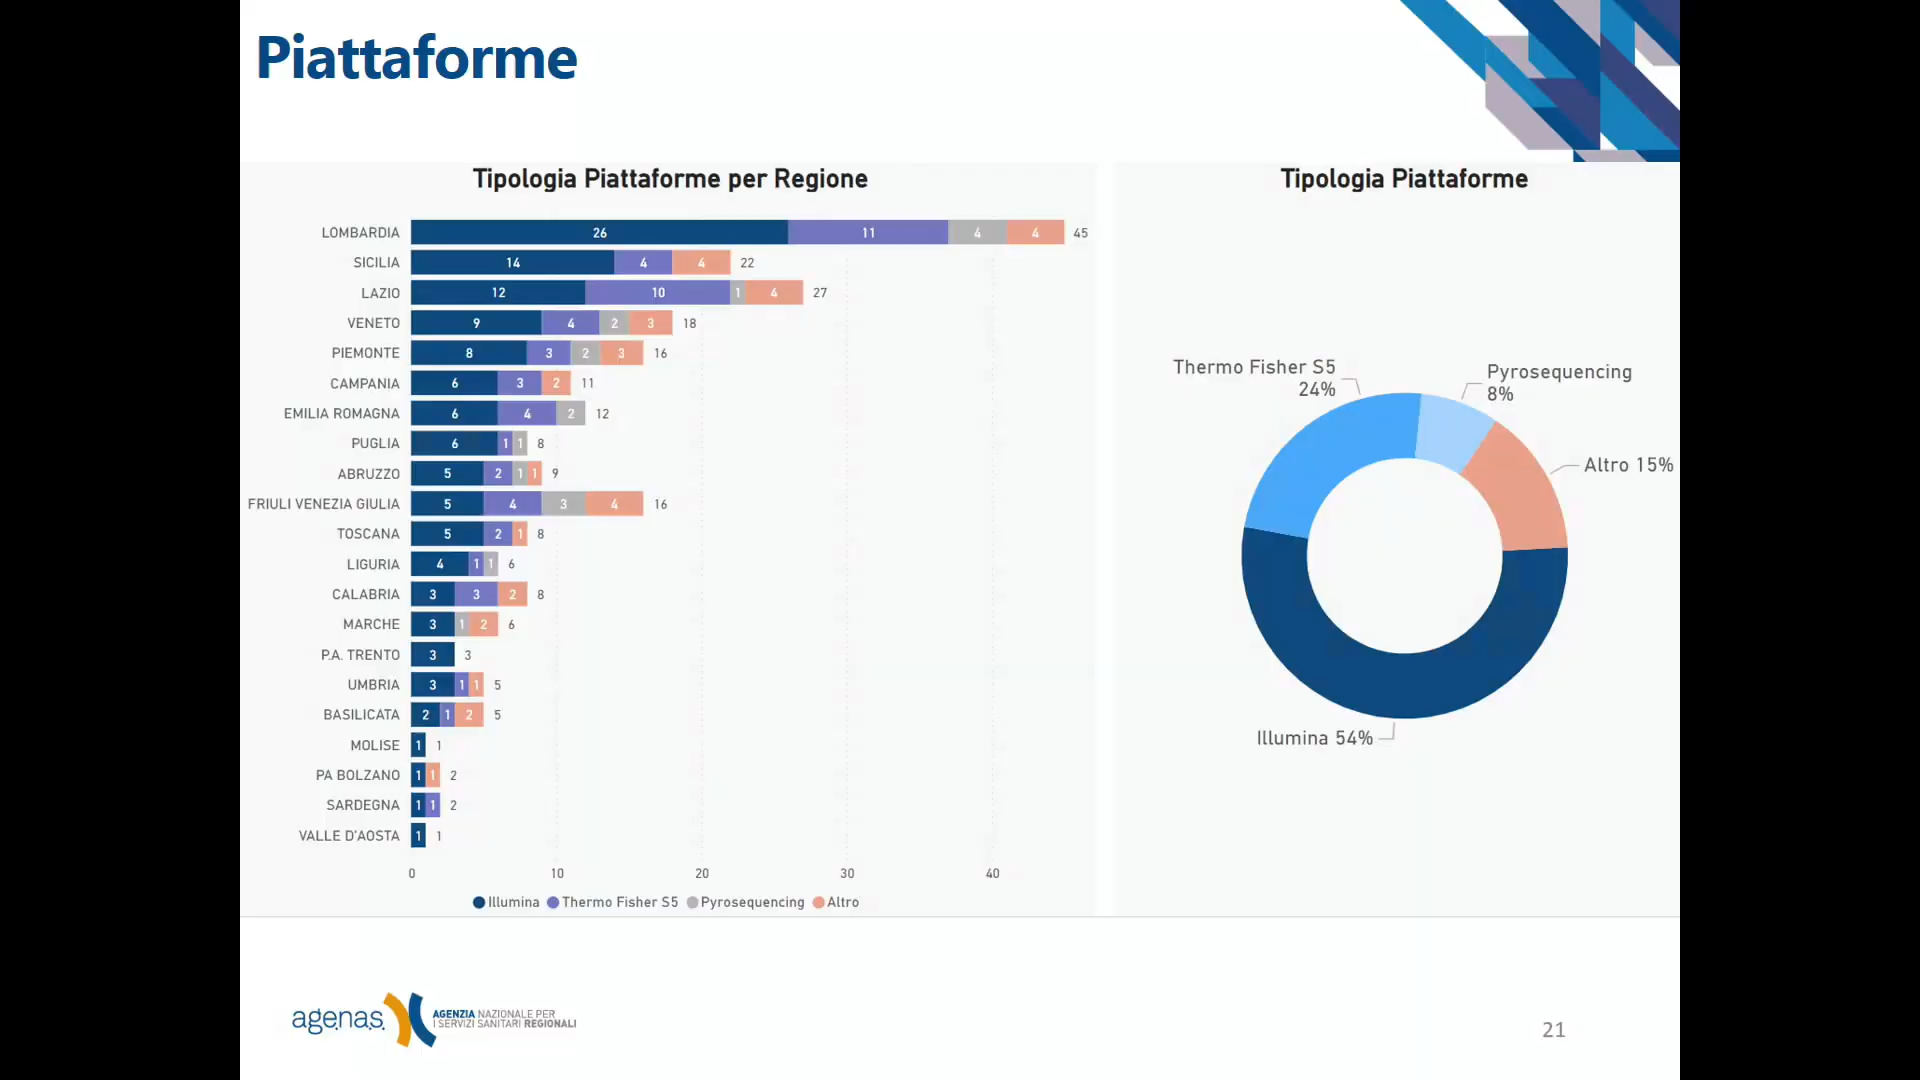 Piattaforme
Tipologia Piattaforme per Regione
LOMBARDIA 26 11 4 4 45
SICILIA 14 4 4 22
LAZIO 12 10 1 4 27
VENETO 9 4 2 3 18
PIEMONTE 8 3 2 3 16
CAMPANIA 6 3 2 11
EMILIA ROMAGNA 6 4 2 12
PUGLIA 6 1 1 8
ABRUZZO 5 2 1 1 9
FRIULI VENEZIA GIULIA 5 4 3 4 16
TOSCANA 5 2 1 8
LIGURIA 4 1 1 6
CALABRIA 3 3 2 8
MARCHE 3 1 2 6
P.A. TRENTO 3 3
UMBRIA 3 1 1 5
BASILICATA 2 1 2 5
MOLISE 1 1
PA BOLZANO 1 1 2
SARDEGNA 1 1 2
VALLE D'AOSTA 1 1
0 10 20 30 40
Illumina Thermo Fisher S5 Pyrosequencing Altro
Tipologia Piattaforme
Thermo Fisher S5
24%
Pyrosequencing
8%
Altro 15%
Illumina 54%
age.na.s.
AGENZIA NAZIONALE PER
I SERVIZI SANITARI REGIONALI
21